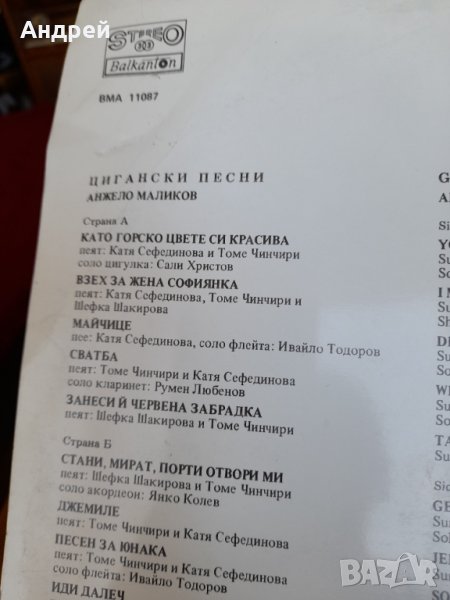 Андрей
STEREO
33
Balkanton
ВМА 11087
ЦИГАНСКИ ПЕСНИ
АНЖЕЛО МАЛИКОВ
Страна А
КАТО ГОРСКО ЦВЕТЕ СИ КРАСИВА
пеят: Катя Сефединова и Томе Чинчири
соло цигулка: Сали Христов
ВЗЕХ ЗА ЖЕНА СОФИЯНКА
пеят: Катя Сефединова, Томе Чинчири и
Шефка Шакирова
МАЙЧИЦЕ
пее: Катя Сефединова, соло флейта: Ивайло Тодоров
СВАТБА
пеят: Томе Чинчири и Катя Сефединова
соло кларинет: Румен Любенов
ЗАНЕСИ Й ЧЕРВЕНА ЗАБРАДКА
пеят: Шефка Шакирова и Томе Чинчири
Страна Б
СТАНИ, МИРАТ, ПОРТИ ОТВОРИ МИ
пеят: Шефка Шакирова и Томе Чинчири
соло акордеон: Янко Колев
ДЖЕМИЛЕ
пеят: Томе Чинчири и Катя Сефединова
ПЕСЕН ЗА ЮНАКА
пеят: Томе Чинчири и Катя Сефединова
соло флейта: Ивайло Тодоров
ИДИ ДАЛЕЧ
BAZAR